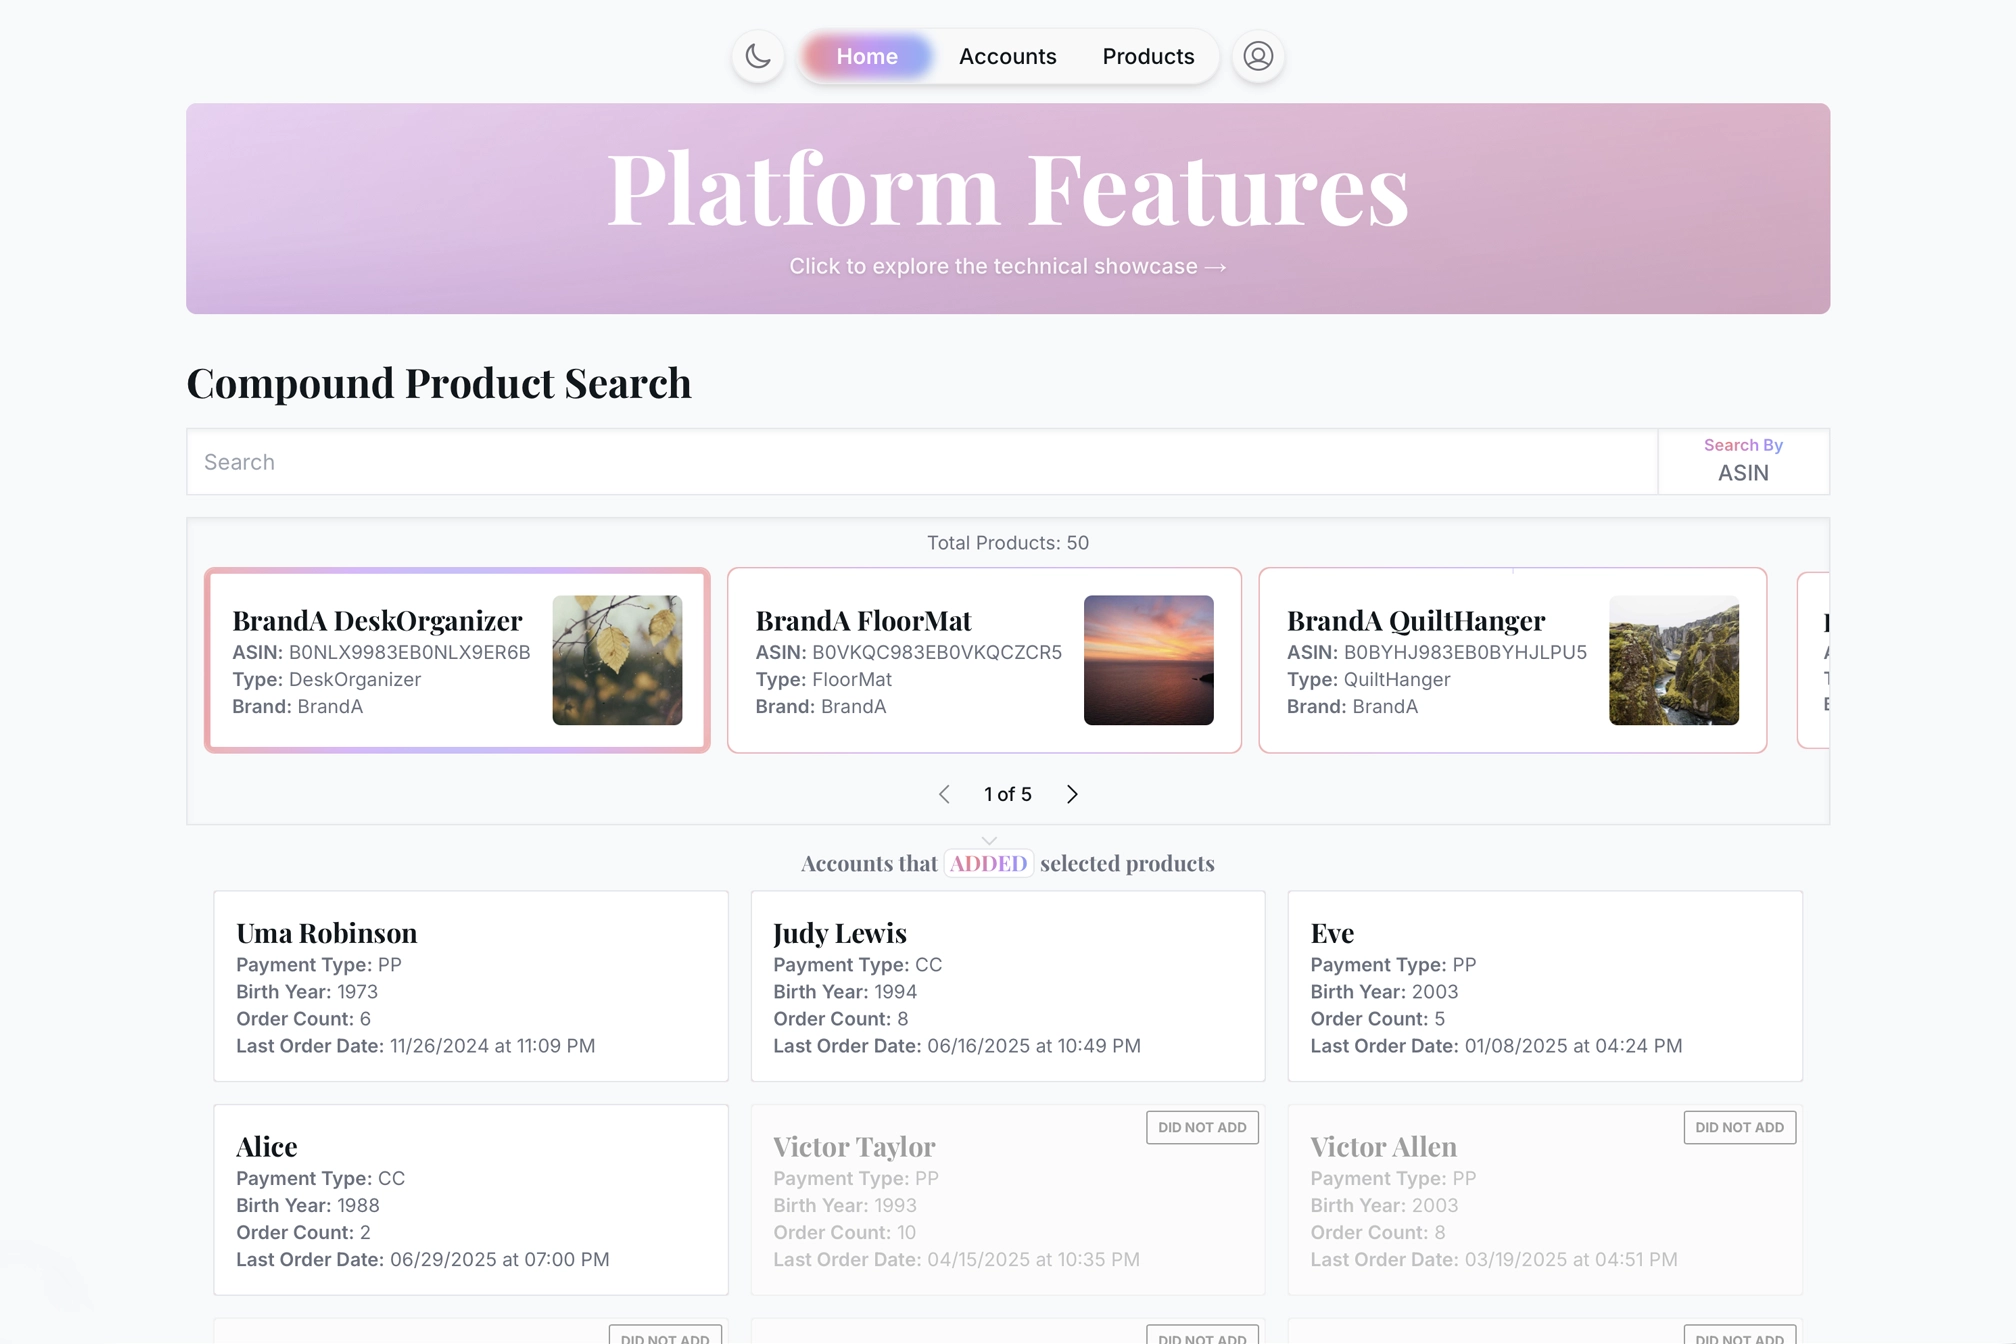 Home
Accounts
Products
Platform Features
Click to explore the technical showcase →
Compound Product Search
Search
Search By
ASIN
Total Products: 50
BrandA DeskOrganizer
ASIN: B0NLX9983EB0NLX9ER6B
Type: DeskOrganizer
Brand: BrandA
BrandA FloorMat
ASIN: B0VKQC983EB0VKQCZCR5
Type: FloorMat
Brand: BrandA
BrandA QuiltHanger
ASIN: B0BYHJ983EB0BYHJLPU5
Type: QuiltHanger
Brand: BrandA
1 of 5
Accounts that ADDED selected products
Uma Robinson
Payment Type: PP
Birth Year: 1973
Order Count: 6
Last Order Date: 11/26/2024 at 11:09 PM
Judy Lewis
Payment Type: CC
Birth Year: 1994
Order Count: 8
Last Order Date: 06/16/2025 at 10:49 PM
Eve
Payment Type: PP
Birth Year: 2003
Order Count: 5
Last Order Date: 01/08/2025 at 04:24 PM
Alice
Payment Type: CC
Birth Year: 1988
Order Count: 2
Last Order Date: 06/29/2025 at 07:00 PM
DID NOT ADD
Victor Taylor
Payment Type: PP
Birth Year: 1993
Order Count: 10
Last Order Date: 04/15/2025 at 10:35 PM
DID NOT ADD
Victor Allen
Payment Type: PP
Birth Year: 2003
Order Count: 8
Last Order Date: 03/19/2025 at 04:51 PM
DID NOT ADD
DID NOT ADD
DID NOT ADD